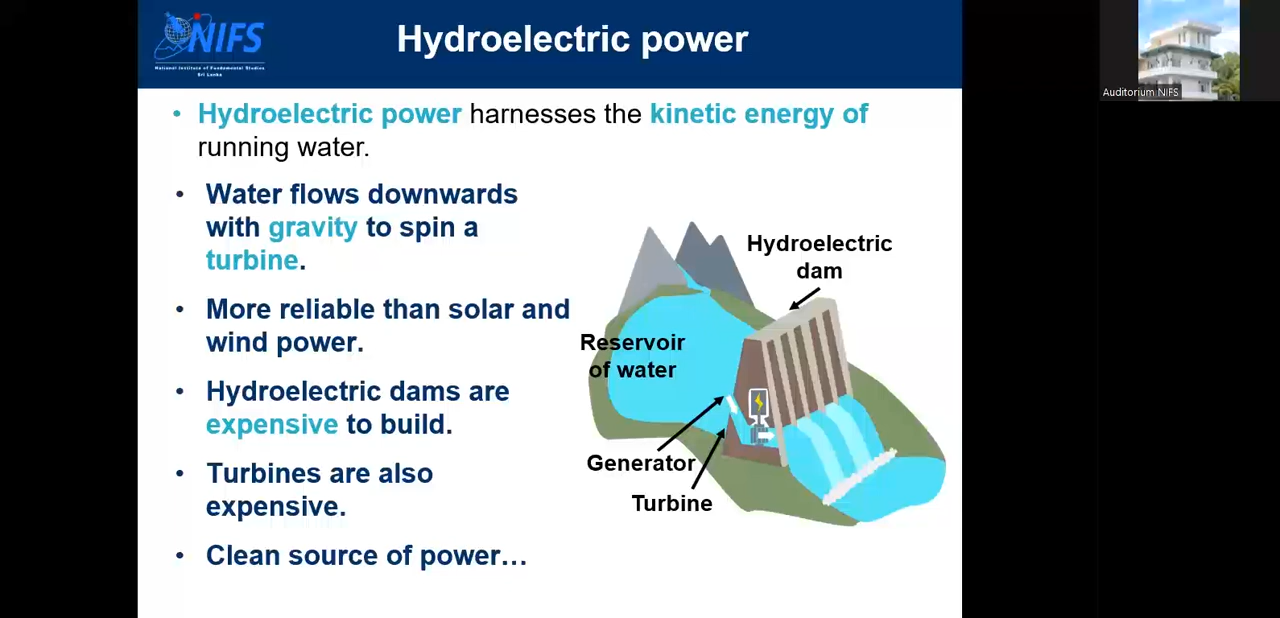 NIFS
National Institute of Fundamental Studies
Sri Lanka
Hydroelectric power
Auditorium NIFS
• Hydroelectric power harnesses the kinetic energy of
running water.
• Water flows downwards
with gravity to spin a
turbine.
• More reliable than solar and
wind power.
• Hydroelectric dams are
expensive to build.
• Turbines are also
expensive.
• Clean source of power…
Hydroelectric
dam
Reservoir
of water
Generator
Turbine